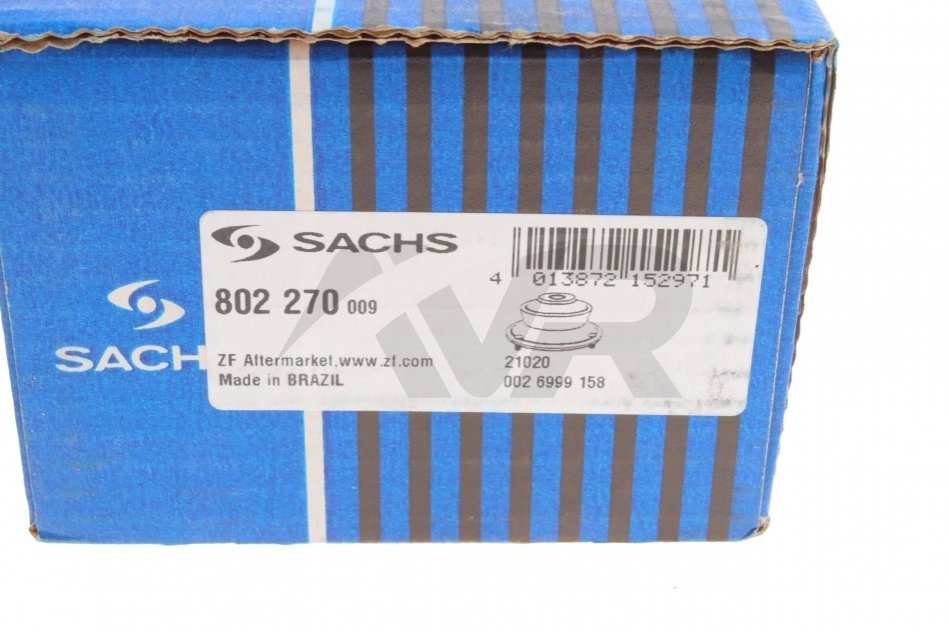 SACHS
SACHS
802 270 009
ZF Aftermarket,www.zf.com
Made in BRAZIL
4 013872 152971
21020
002 6999 158
IVR